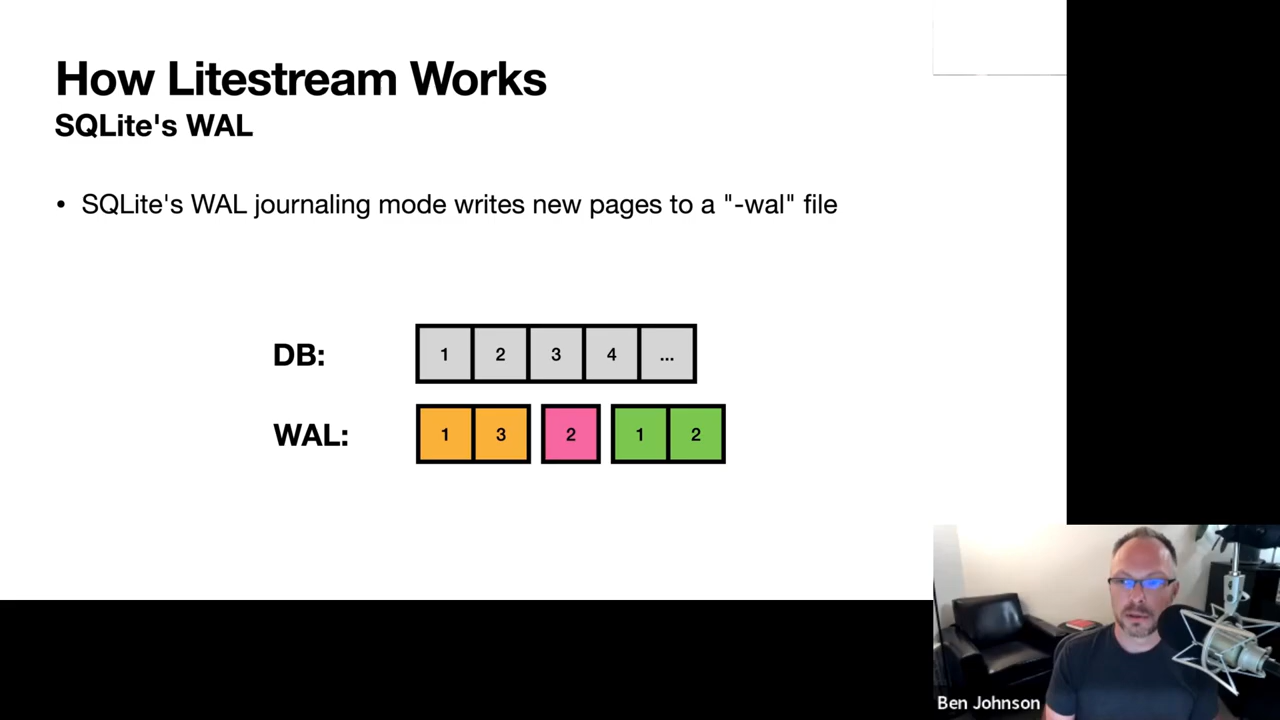 How Litestream Works
SQLite's WAL
• SQLite's WAL journaling mode writes new pages to a "-wal" file
DB: 1 2 3 4 ...
WAL: 1 3 2 1 2
Ben Johnson